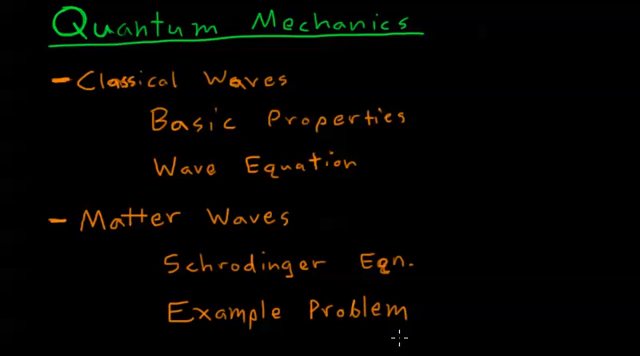 Quantum Mechanics
- Classical Waves
Basic Properties
Wave Equation
- Matter Waves
Schrodinger Eqn.
Example Problem